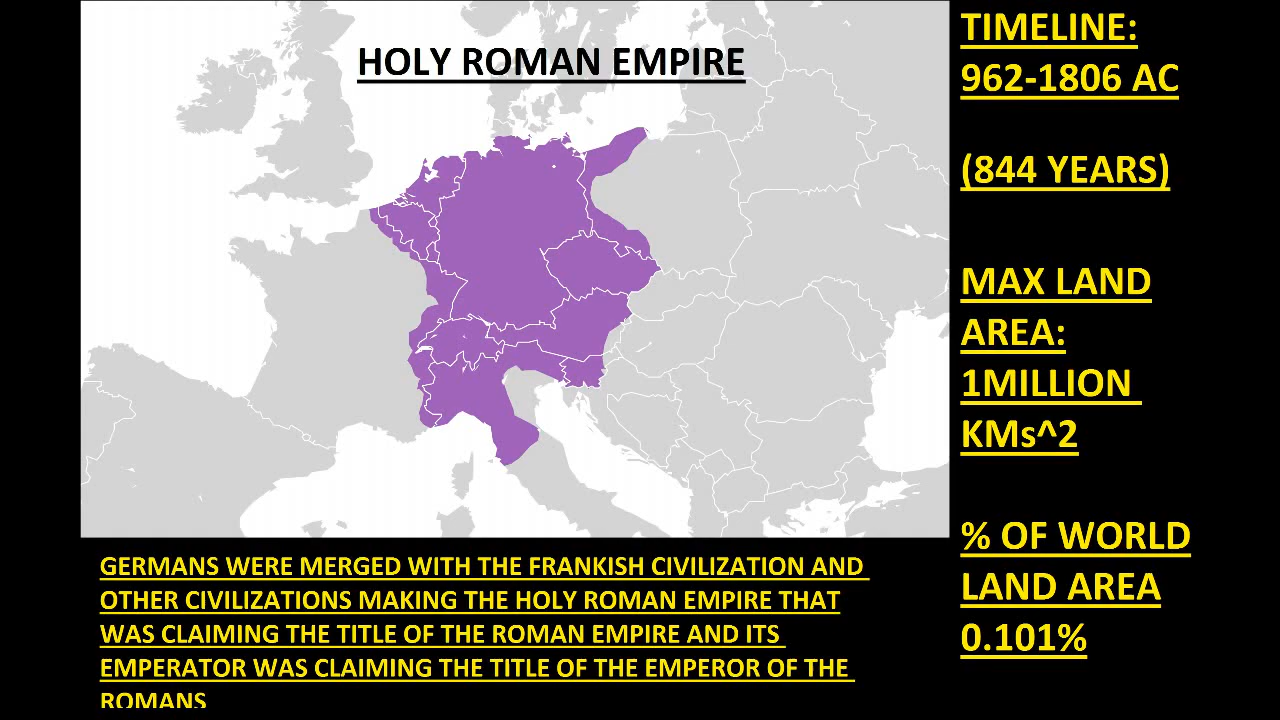 HOLY ROMAN EMPIRE
TIMELINE:
962-1806 AC
(844 YEARS)
MAX LAND
AREA:
1MILLION
KMs^2
% OF WORLD
LAND AREA
0.101%
GERMANS WERE MERGED WITH THE FRANKISH CIVILIZATION AND
OTHER CIVILIZATIONS MAKING THE HOLY ROMAN EMPIRE THAT
WAS CLAIMING THE TITLE OF THE ROMAN EMPIRE AND ITS
EMPERATOR WAS CLAIMING THE TITLE OF THE EMPEROR OF THE
ROMANS